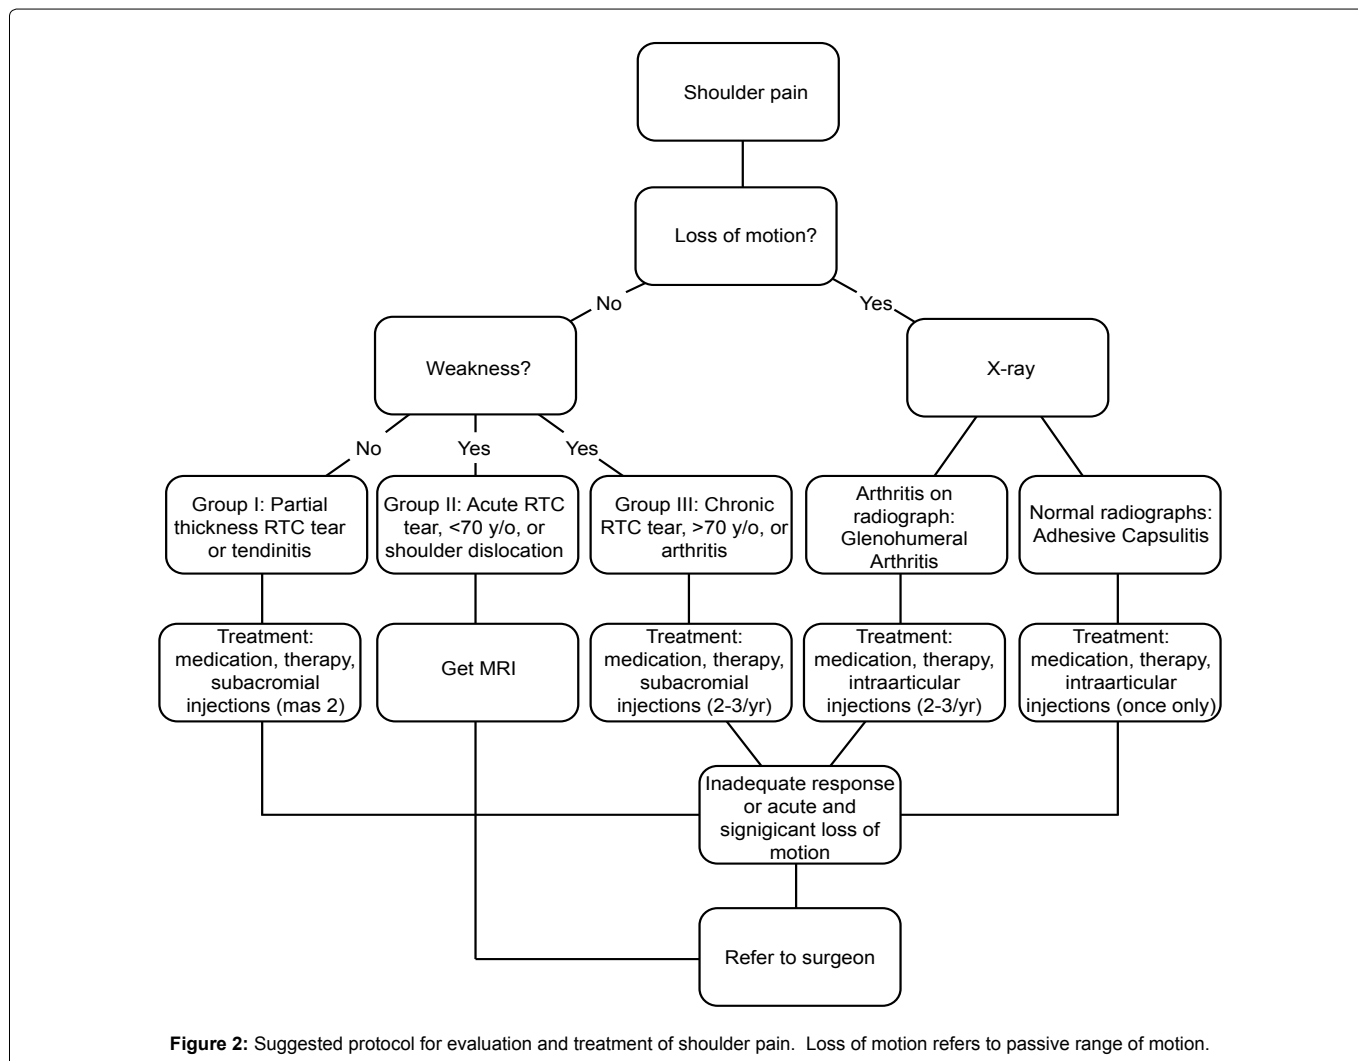 Shoulder pain
Loss of motion?
No
Yes
Weakness?
X-ray
No
Yes
Yes
Group I: Partial
thickness RTC tear
or tendinitis
Group II: Acute RTC
tear, <70 y/o, or
shoulder dislocation
Group III: Chronic
RTC tear, >70 y/o, or
arthritis
Arthritis on
radiograph:
Glenohumeral
Arthritis
Normal radiographs:
Adhesive Capsulitis
Treatment:
medication, therapy,
subacromial
injections (mas 2)
Get MRI
Treatment:
medication, therapy,
subacromial
injections (2-3/yr)
Treatment:
medication, therapy,
intraarticular
injections (2-3/yr)
Treatment:
medication, therapy,
intraarticular
injections (once only)
Inadequate response
or acute and
signigicant loss of
motion
Refer to surgeon
Figure 2: Suggested protocol for evaluation and treatment of shoulder pain. Loss of motion refers to passive range of motion.